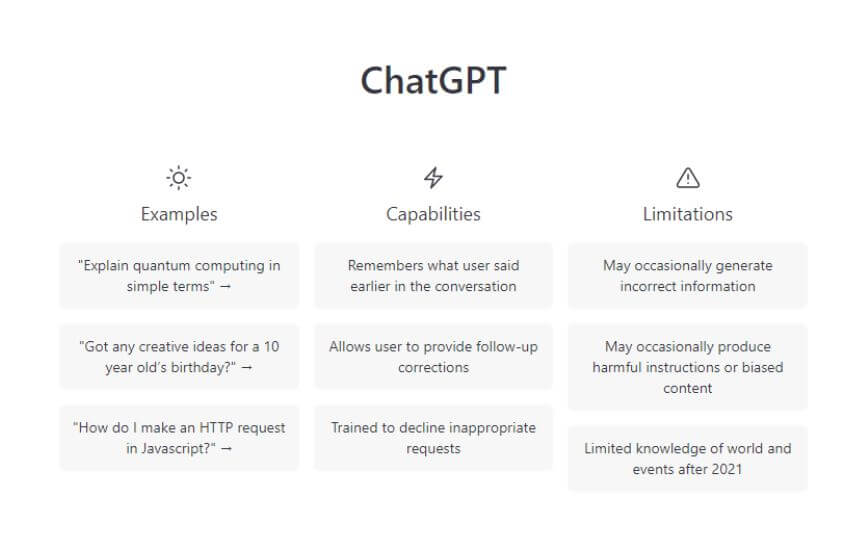 ChatGPT
Examples
"Explain quantum computing in
simple terms" →
"Got any creative ideas for a 10
year old’s birthday?" →
"How do I make an HTTP request
in Javascript?" →
Capabilities
Remembers what user said
earlier in the conversation
Allows user to provide follow-up
corrections
Trained to decline inappropriate
requests
Limitations
May occasionally generate
incorrect information
May occasionally produce
harmful instructions or biased
content
Limited knowledge of world and
events after 2021